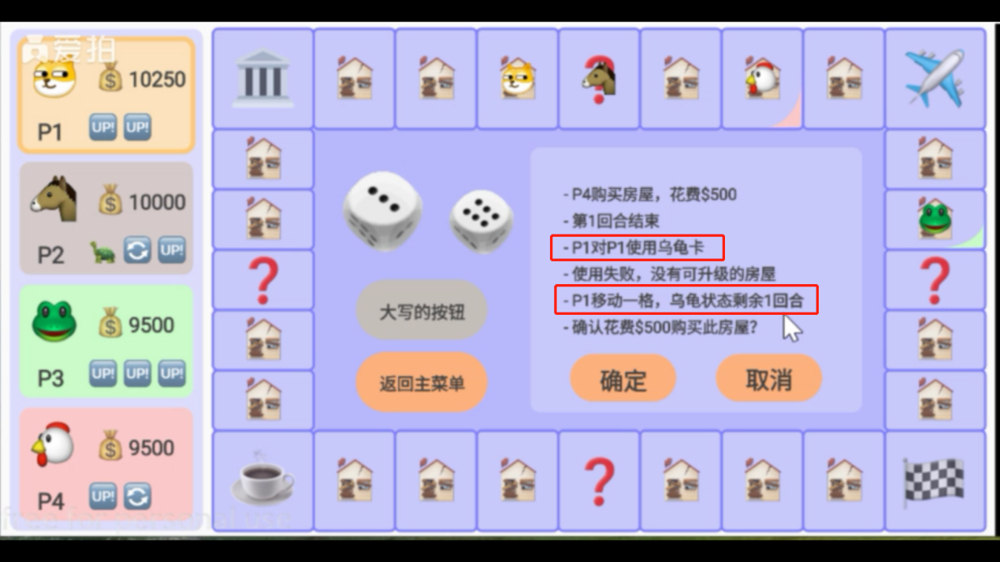 爱拍
10250
P1
UP! UP!
10000
P2
UP!
9500
P3
UP! UP! UP!
9500
P4
UP!
free for personal use
大写的按钮
返回主菜单
- P4购买房屋，花费$500
- 第1回合结束
- P1对P1使用乌龟卡
- 使用失败，没有可升级的房屋
- P1移动一格，乌龟状态剩余1回合
- 确认花费$500购买此房屋？
确定
取消